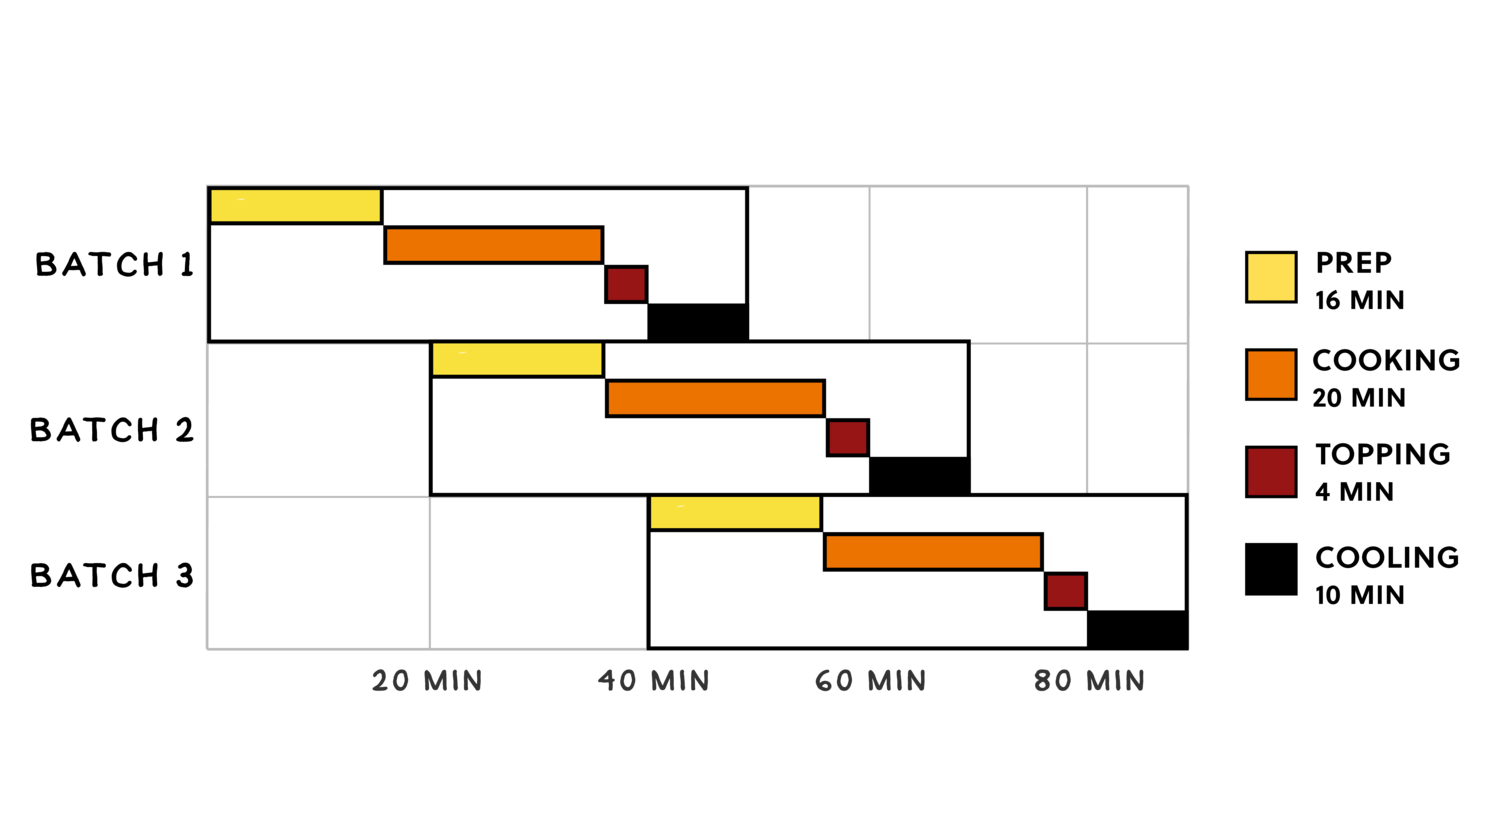 BATCH 1
BATCH 2
BATCH 3
20 MIN
40 MIN
60 MIN
80 MIN
PREP
16 MIN
COOKING
20 MIN
TOPPING
4 MIN
COOLING
10 MIN